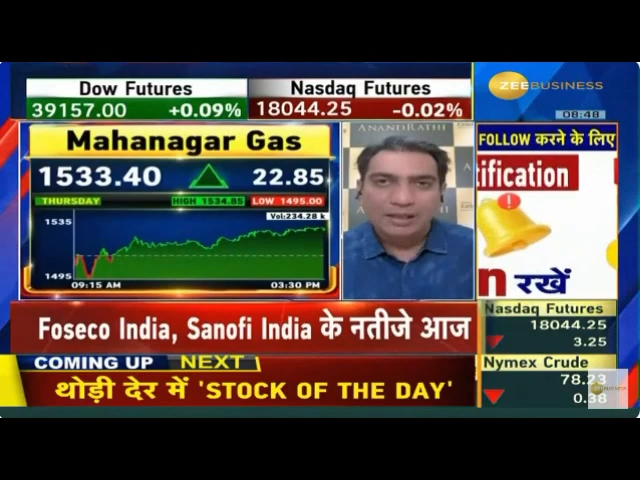 Dow Futures
39157.00 +0.09%
Nasdaq Futures
18044.25 -0.02%
ZEE BUSINESS
08:48
Mahanagar Gas
1533.40 22.85
THURSDAY HIGH 1534.85 LOW 1495.00
Vol:234.28 k
1535
1495
09:15 AM 03:30 PM
ANANDRATHI
FOLLOW करने के लिए
tification
n रखें
Foseco India, Sanofi India के नतीजे आज
Nasdaq Futures
18044.25
3.25
COMING UP NEXT
थोड़ी देर में 'STOCK OF THE DAY'
Nymex Crude
78.23
0.38